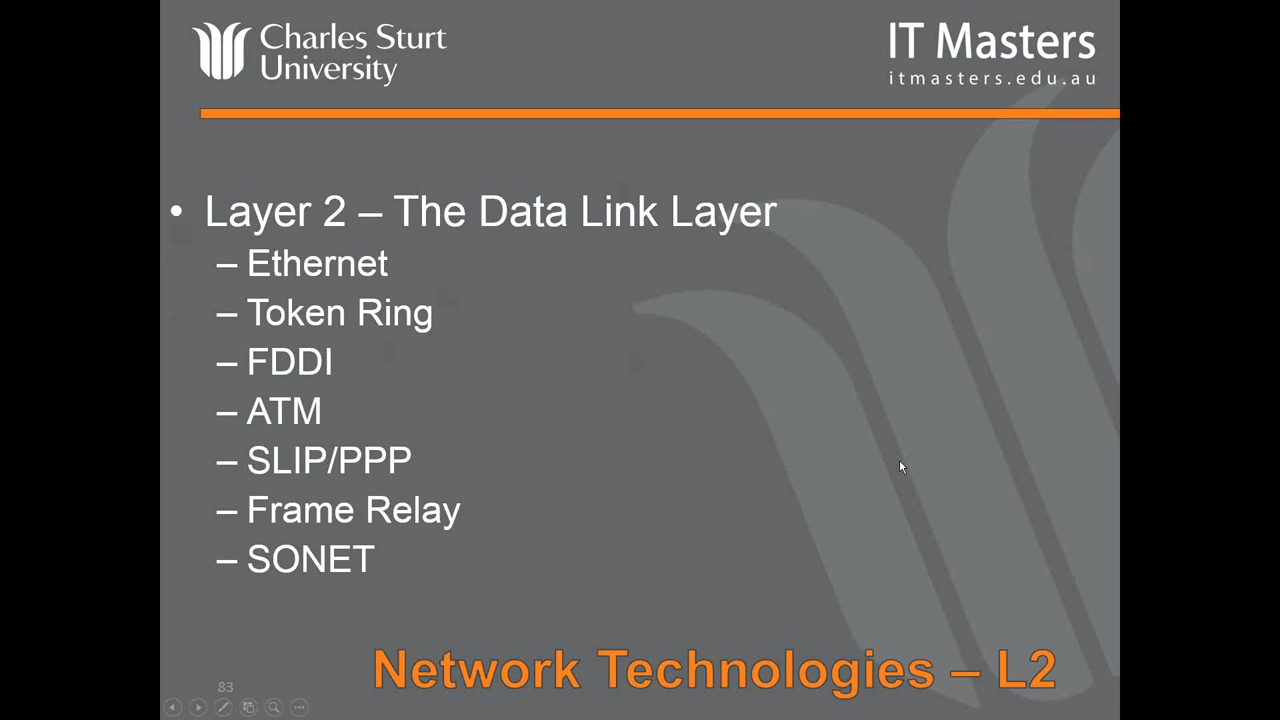 Charles Sturt
University
IT Masters
itmasters.edu.au
• Layer 2 – The Data Link Layer
– Ethernet
– Token Ring
– FDDI
– ATM
– SLIP/PPP
– Frame Relay
– SONET
Network Technologies – L2
83